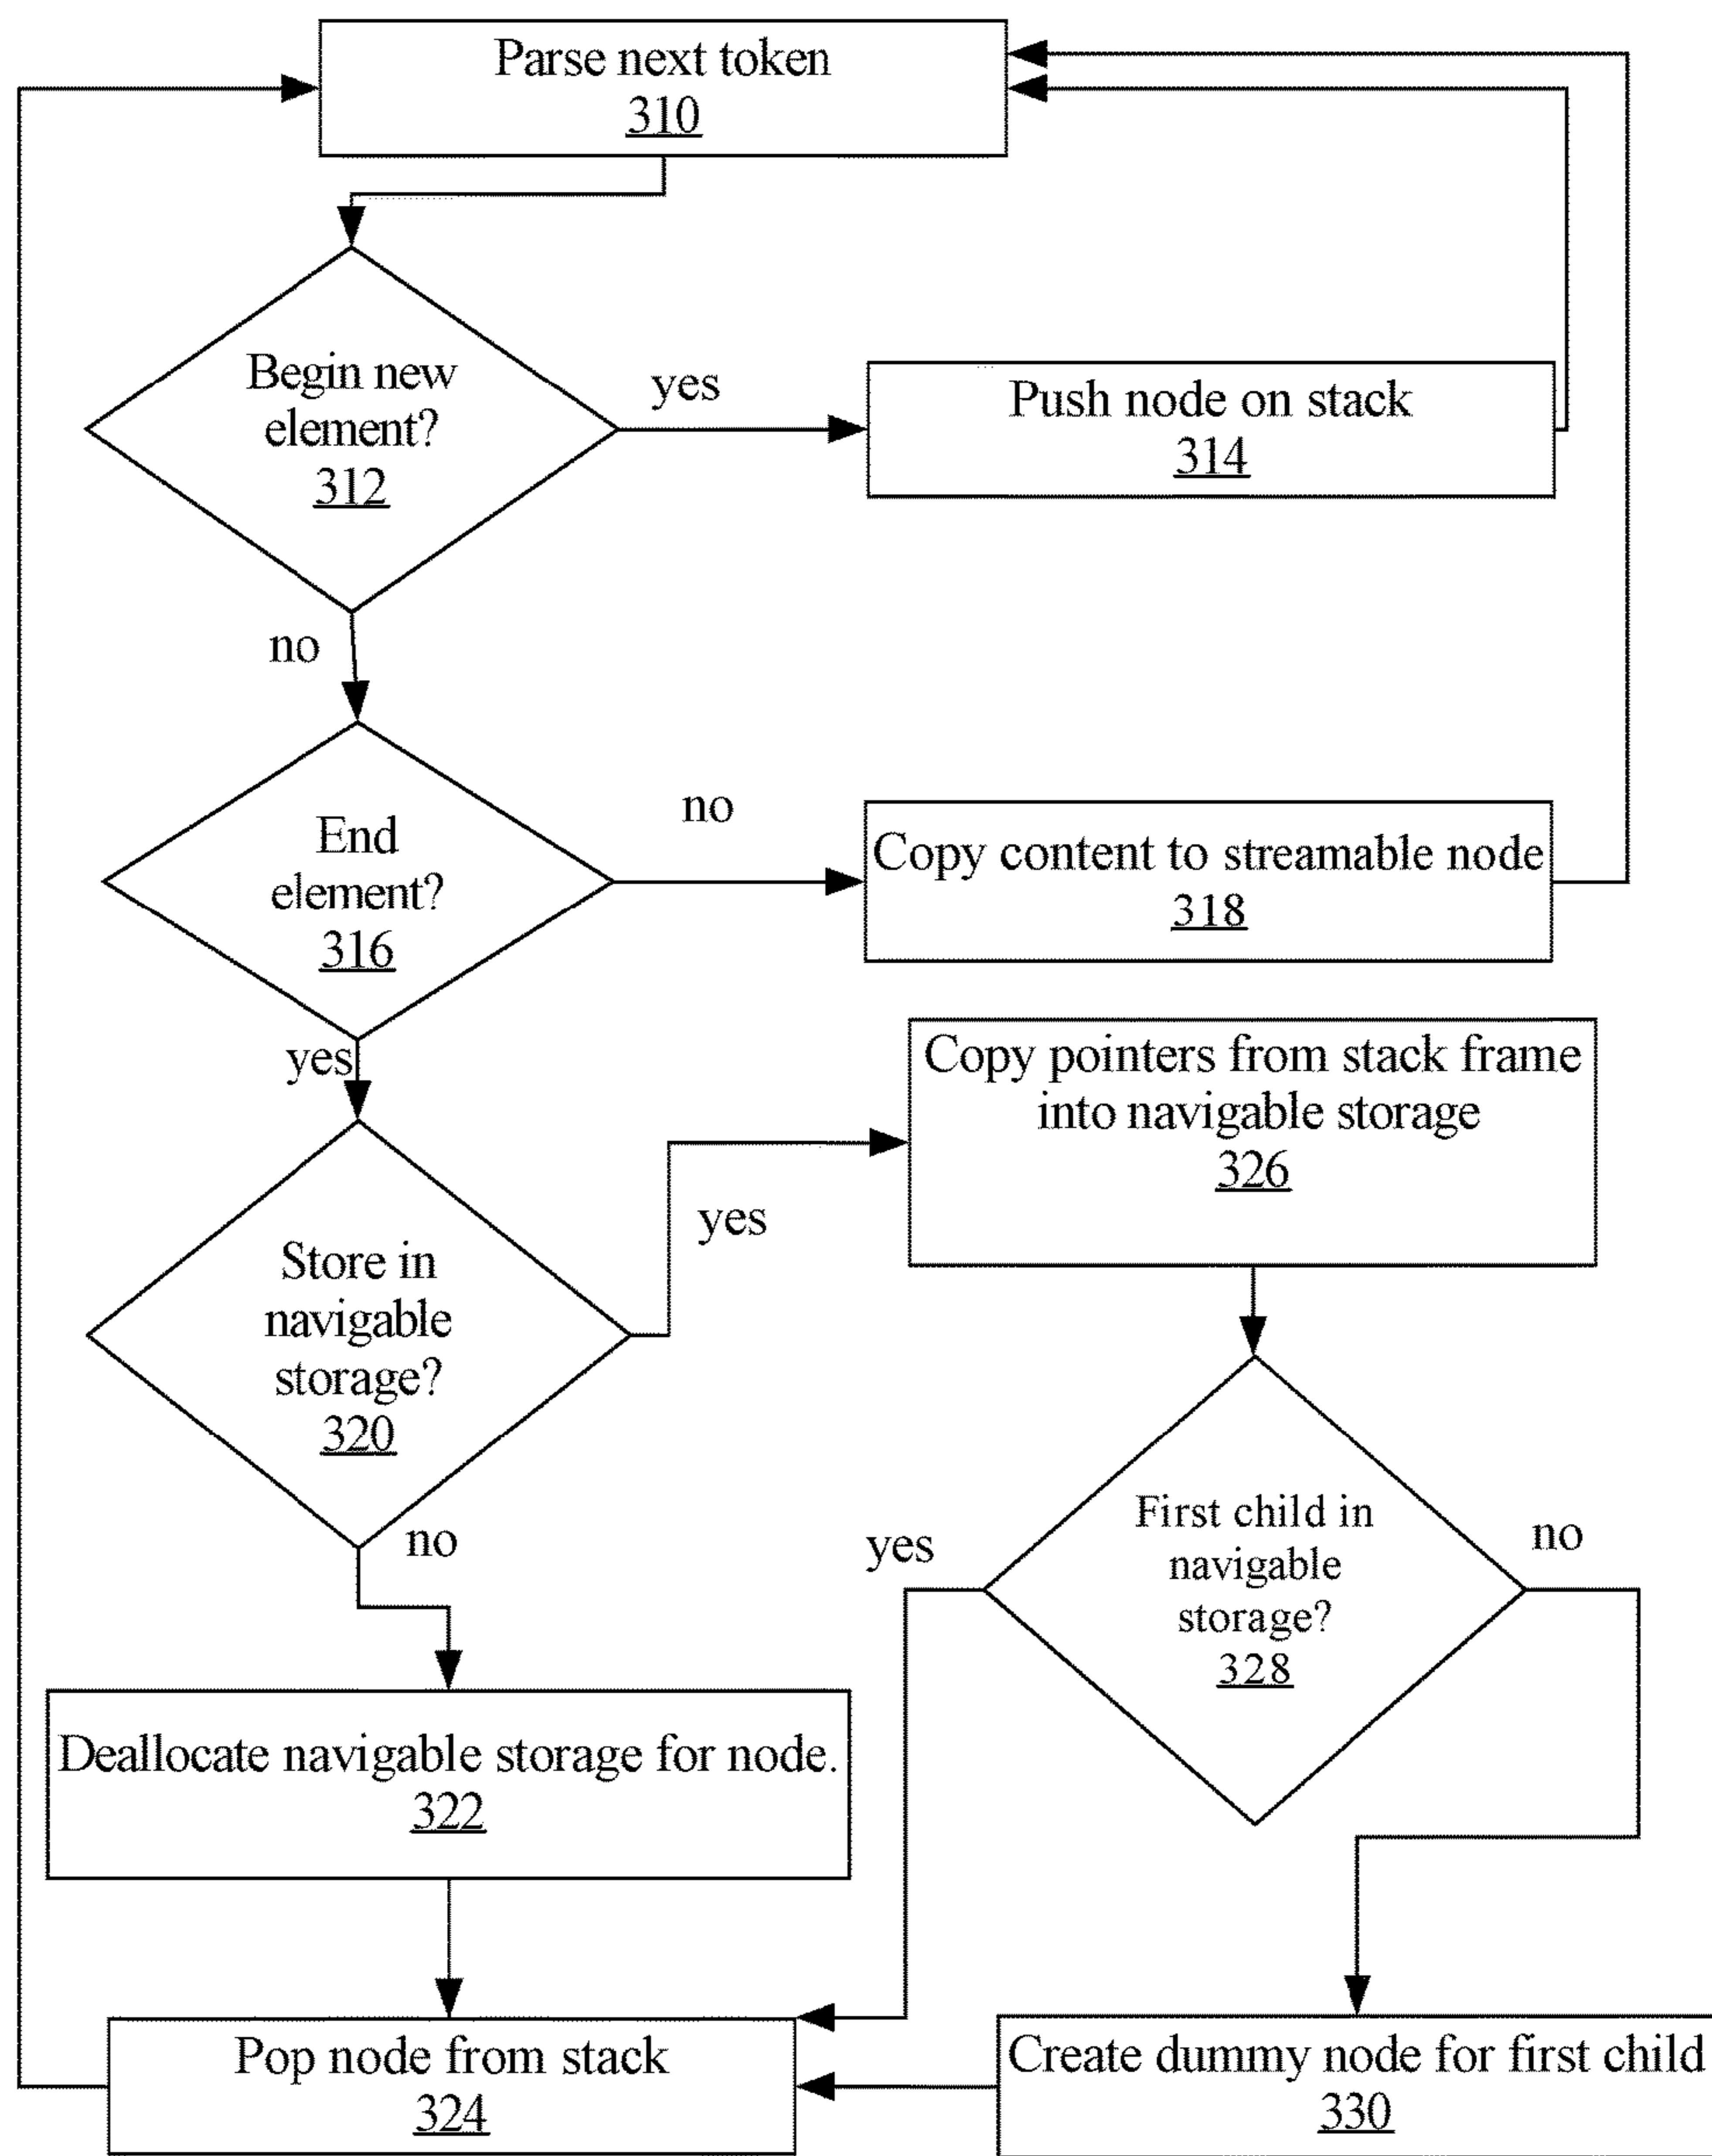 Parse next token
310
Begin new
element?
312
yes
Push node on stack
314
no
End
element?
316
no
Copy content to streamable node
318
yes
Copy pointers from stack frame
into navigable storage
326
Store in
navigable
storage?
320
yes
no
First child in
navigable
storage?
328
yes
no
Deallocate navigable storage for node.
322
Pop node from stack
324
Create dummy node for first child
330